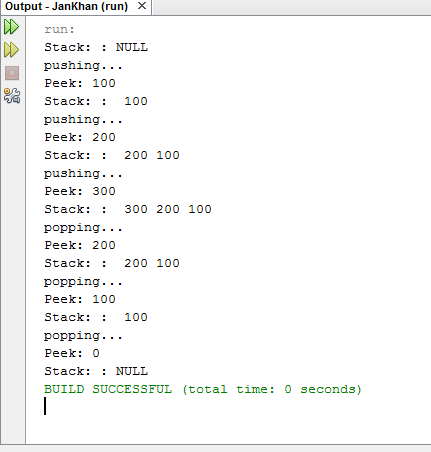 Output - JanKhan (run) ×
run:
Stack: : NULL
pushing...
Peek: 100
Stack: :  100
pushing...
Peek: 200
Stack: :  200 100
pushing...
Peek: 300
Stack: :  300 200 100
popping...
Peek: 200
Stack: :  200 100
popping...
Peek: 100
Stack: :  100
popping...
Peek: 0
Stack: : NULL
BUILD SUCCESSFUL (total time: 0 seconds)